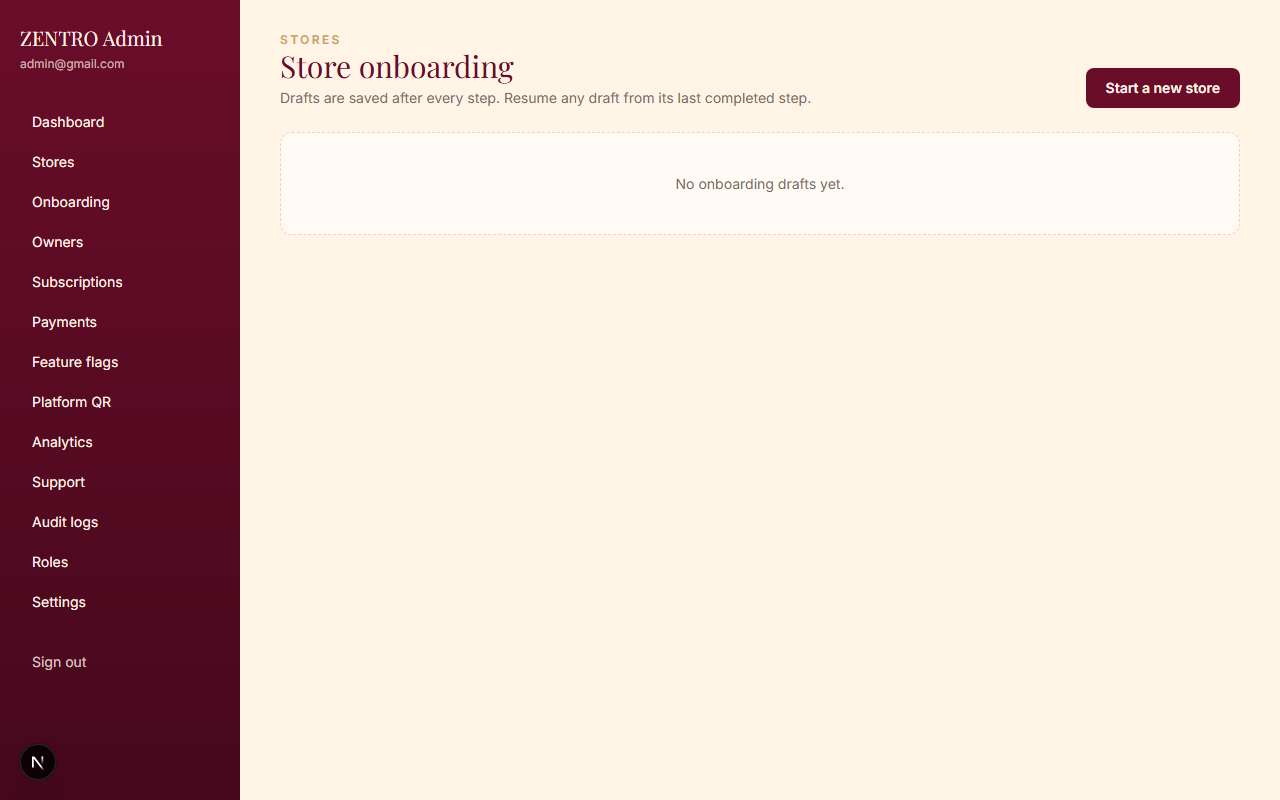 ZENTRO Admin
admin@gmail.com
Dashboard
Stores
Onboarding
Owners
Subscriptions
Payments
Feature flags
Platform QR
Analytics
Support
Audit logs
Roles
Settings
Sign out
N
STORES
Store onboarding
Drafts are saved after every step. Resume any draft from its last completed step.
Start a new store
No onboarding drafts yet.